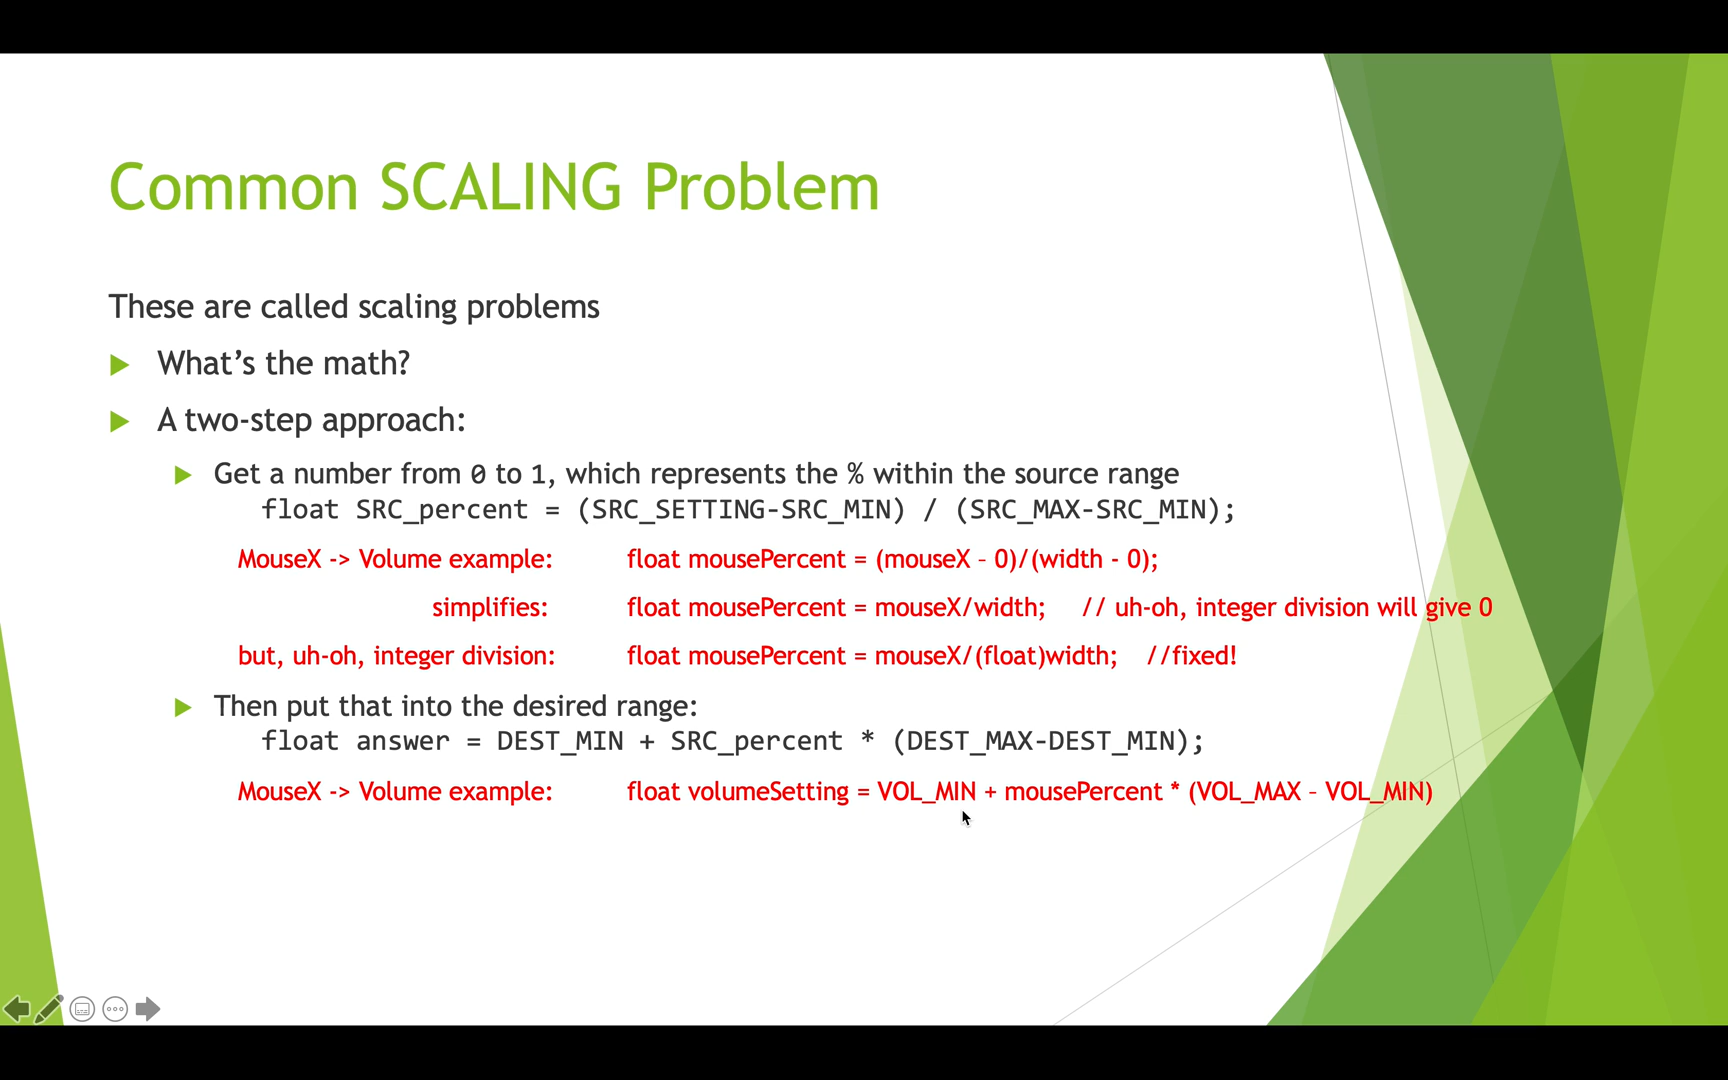 Common SCALING Problem
These are called scaling problems
What’s the math?
A two-step approach:
Get a number from 0 to 1, which represents the % within the source range
float SRC_percent = (SRC_SETTING-SRC_MIN) / (SRC_MAX-SRC_MIN);
MouseX -> Volume example: float mousePercent = (mouseX – 0)/(width - 0);
simplifies: float mousePercent = mouseX/width; // uh-oh, integer division will give 0
but, uh-oh, integer division: float mousePercent = mouseX/(float)width; //fixed!
Then put that into the desired range:
float answer = DEST_MIN + SRC_percent * (DEST_MAX-DEST_MIN);
MouseX -> Volume example: float volumeSetting = VOL_MIN + mousePercent * (VOL_MAX – VOL_MIN)